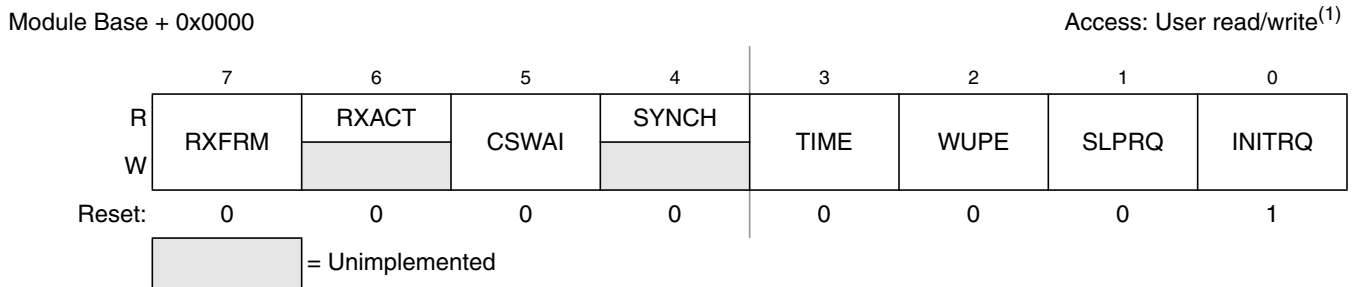 Module Base + 0x0000 Access: User read/write(1)
7 6 5 4 3 2 1 0
R RXFRM RXACT CSWAI SYNCH TIME WUPE SLPRQ INITRQ
W
Reset: 0 0 0 0 0 0 0 1
= Unimplemented